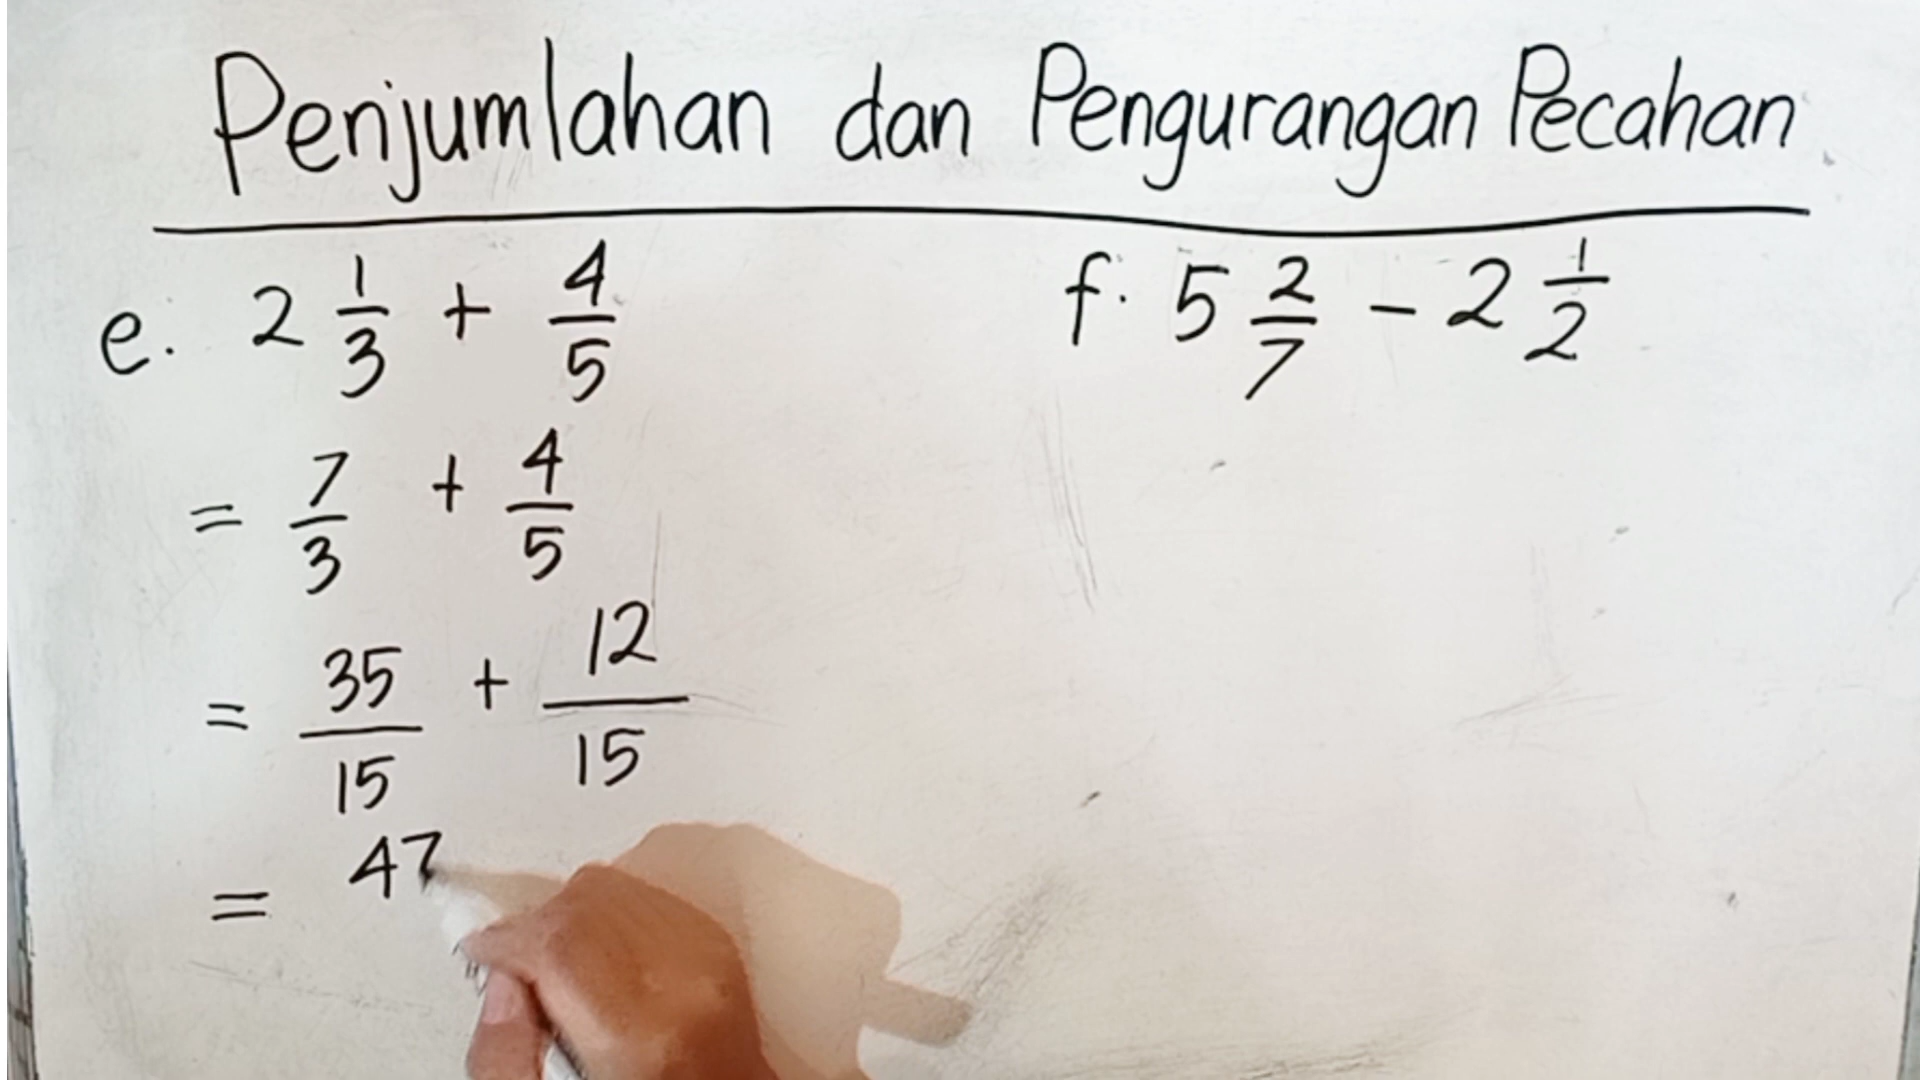 Penjumlahan dan Pengurangan Pecahan
e. 2 1/3 + 4/5
= 7/3 + 4/5
= 35/15 + 12/15
= 47
f. 5 2/7 - 2 1/2